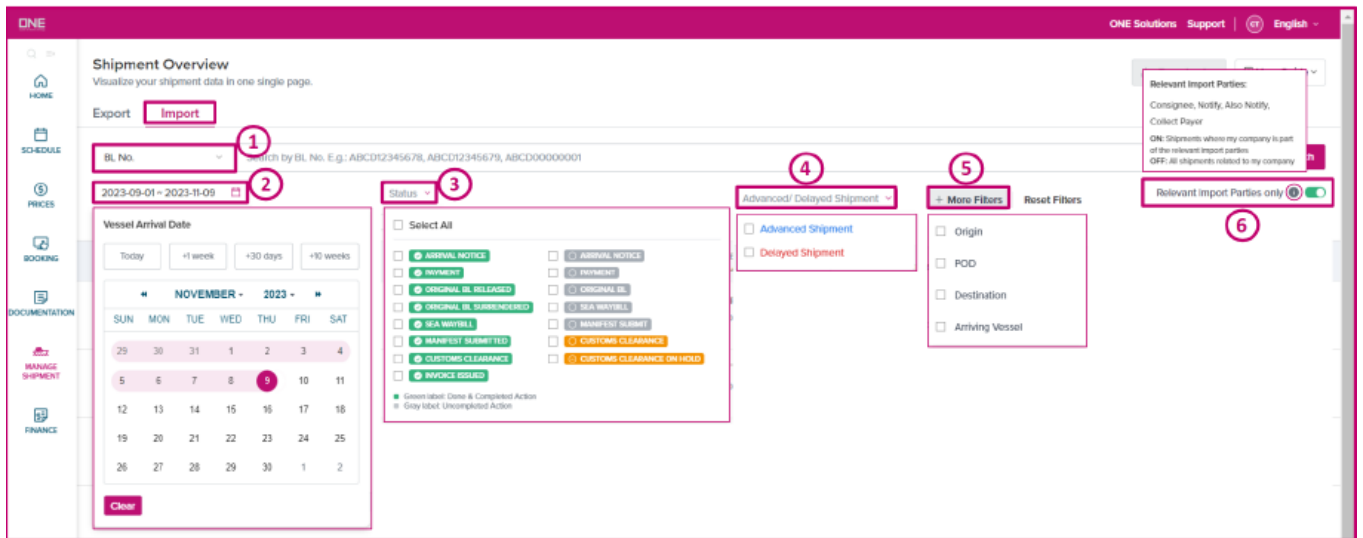 ONE
ONE Solutions Support | CT English
Shipment Overview
Visualize your shipment data in one single page.
Export Import
HOME
SCHEDULE
PRICES
BOOKING
DOCUMENTATION
MANAGE SHIPMENT
FINANCE
Relevant Import Parties:
Consignee, Notify, Also Notify,
Collect Payer
ON: Shipments where my company is part
of the relevant import parties
OFF: All shipments related to my company
1
BL No.
Search by BL No. E.g.: ABCD12345678, ABCD12345679, ABCD00000001
2
2023-09-01 ~ 2023-11-09
3
Status
4
Advanced/ Delayed Shipment
5
+ More Filters Reset Filters
Relevant Import Parties only
6
Vessel Arrival Date
Today +1 week +30 days +10 weeks
NOVEMBER 2023
SUN MON TUE WED THU FRI SAT
29 30 31 1 2 3 4
5 6 7 8 9 10 11
12 13 14 15 16 17 18
19 20 21 22 23 24 25
26 27 28 29 30 1 2
Clear
Select All
ARRIVAL NOTICE ARRIVAL NOTICE
PAYMENT PAYMENT
ORIGINAL BL RELEASED ORIGINAL BL
ORIGINAL BL SURRENDERED SEA WAYBILL
SEA WAYBILL MANIFEST SUBMIT
MANIFEST SUBMITTED CUSTOMS CLEARANCE
CUSTOMS CLEARANCE CUSTOMS CLEARANCE ON HOLD
INVOICE ISSUED
Green label: Done & Completed Action
Gray label: Uncompleted Action
Advanced Shipment
Delayed Shipment
Origin
POD
Destination
Arriving Vessel